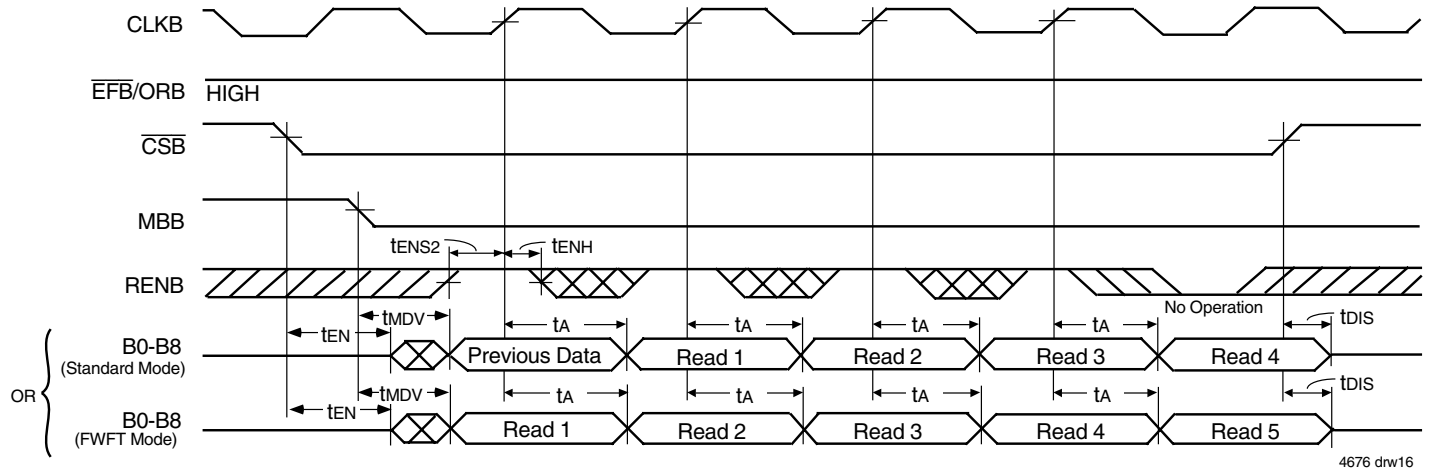 CLKB
EFB/ORB HIGH
CSB
MBB
tENS2 tENH
RENB
No Operation
tEN tMDV tA tA tA tA tDIS
B0-B8 Previous Data Read 1 Read 2 Read 3 Read 4
(Standard Mode)
OR
tEN tMDV tA tA tA tA tDIS
B0-B8 Read 1 Read 2 Read 3 Read 4 Read 5
(FWFT Mode)
4676 drw16